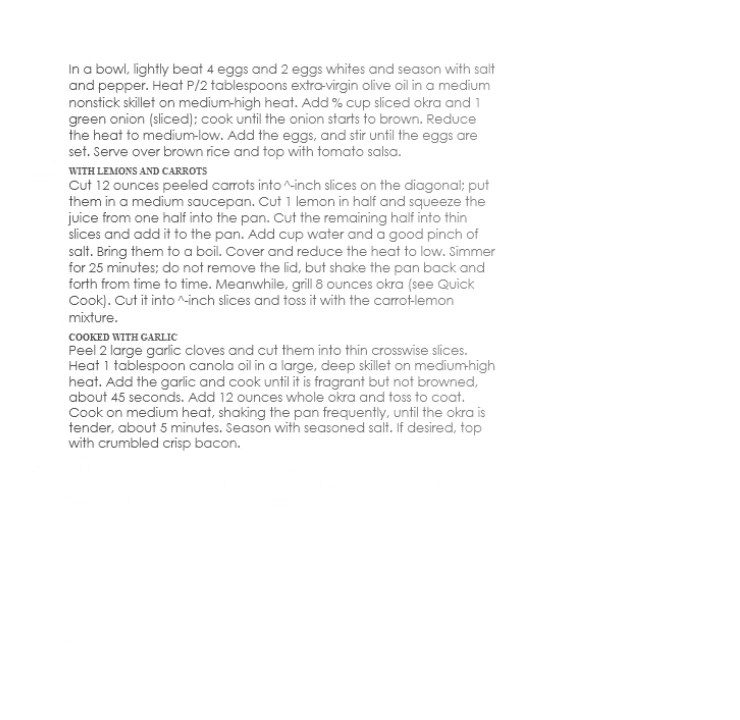 In a bowl, lightly beat 4 eggs and 2 eggs whites and season with salt
and pepper. Heat P/2 tablespoons extra-virgin olive oil in a medium
nonstick skillet on medium-high heat. Add % cup sliced okra and 1
green onion (sliced); cook until the onion starts to brown. Reduce
the heat to medium-low. Add the eggs, and stir until the eggs are
set. Serve over brown rice and top with tomato salsa.
WITH LEMONS AND CARROTS
Cut 12 ounces peeled carrots into ^-inch slices on the diagonal; put
them in a medium saucepan. Cut 1 lemon in half and squeeze the
juice from one half into the pan. Cut the remaining half into thin
slices and add it to the pan. Add cup water and a good pinch of
salt. Bring them to a boil. Cover and reduce the heat to low. Simmer
for 25 minutes; do not remove the lid, but shake the pan back and
forth from time to time. Meanwhile, grill 8 ounces okra (see Quick
Cook). Cut it into ^-inch slices and toss it with the carrot-lemon
mixture.
COOKED WITH GARLIC
Peel 2 large garlic cloves and cut them into thin crosswise slices.
Heat 1 tablespoon canola oil in a large, deep skillet on medium-high
heat. Add the garlic and cook until it is fragrant but not browned,
about 45 seconds. Add 12 ounces whole okra and toss to coat.
Cook on medium heat, shaking the pan frequently, until the okra is
tender, about 5 minutes. Season with seasoned salt. If desired, top
with crumbled crisp bacon.